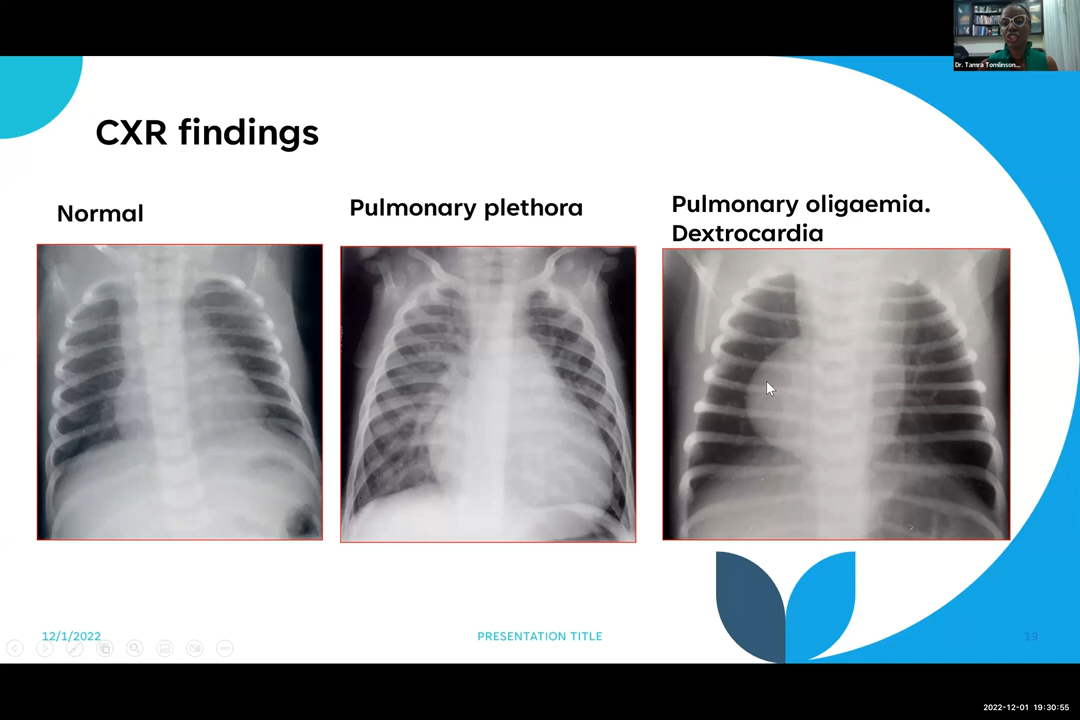 Dr. Tamra Tomlinson...
CXR findings
Normal
Pulmonary plethora
Pulmonary oligaemia.
Dextrocardia
12/1/2022
PRESENTATION TITLE
19
2022-12-01 19:30:55